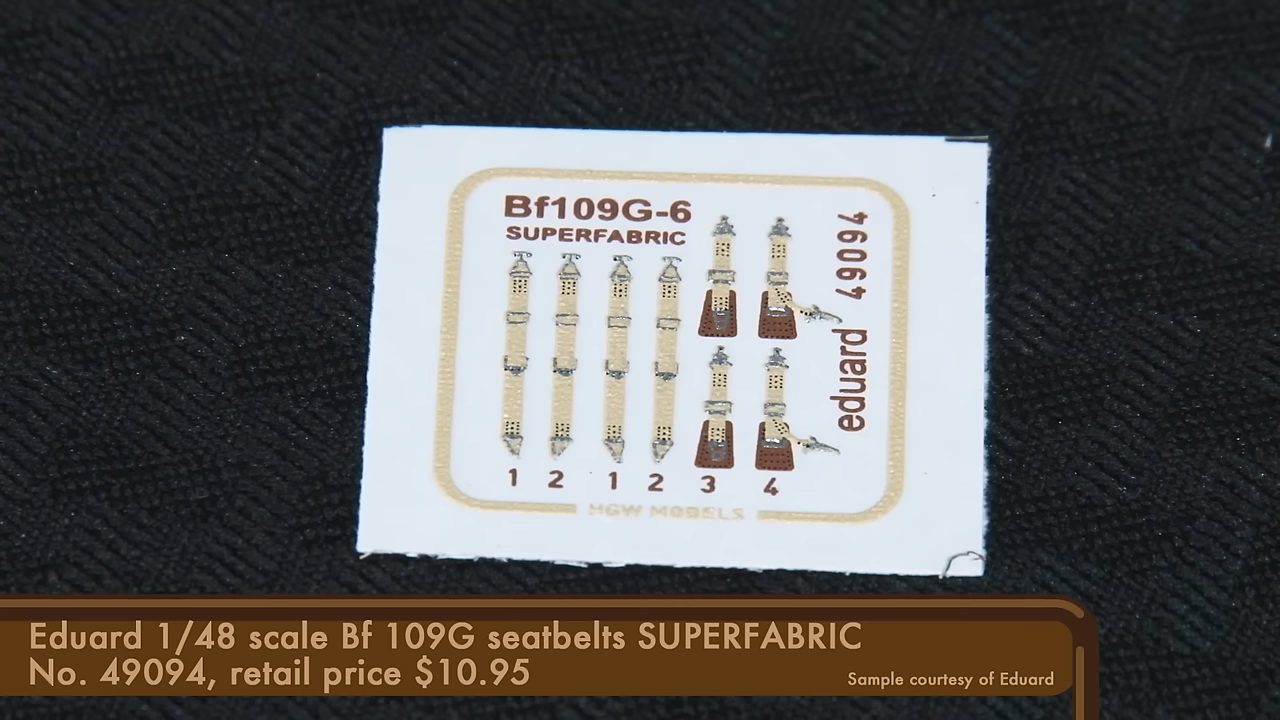 Bf109G-6
SUPERFABRIC
eduard 49094
1 2 1 2 3 4
HGW MODELS
Eduard 1/48 scale Bf 109G seatbelts SUPERFABRIC
No. 49094, retail price $10.95
Sample courtesy of Eduard